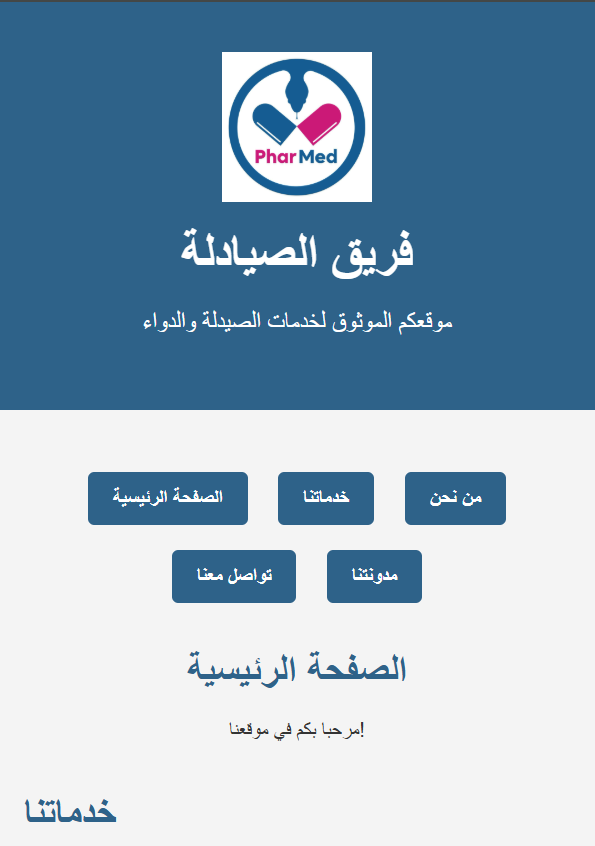 PharMed
فريق الصيادلة
موقعكم الموثوق لخدمات الصيدلة والدواء
الصفحة الرئيسية خدماتنا من نحن
تواصل معنا مدونتنا
الصفحة الرئيسية
مرحبا بكم في موقعنا!
خدماتنا